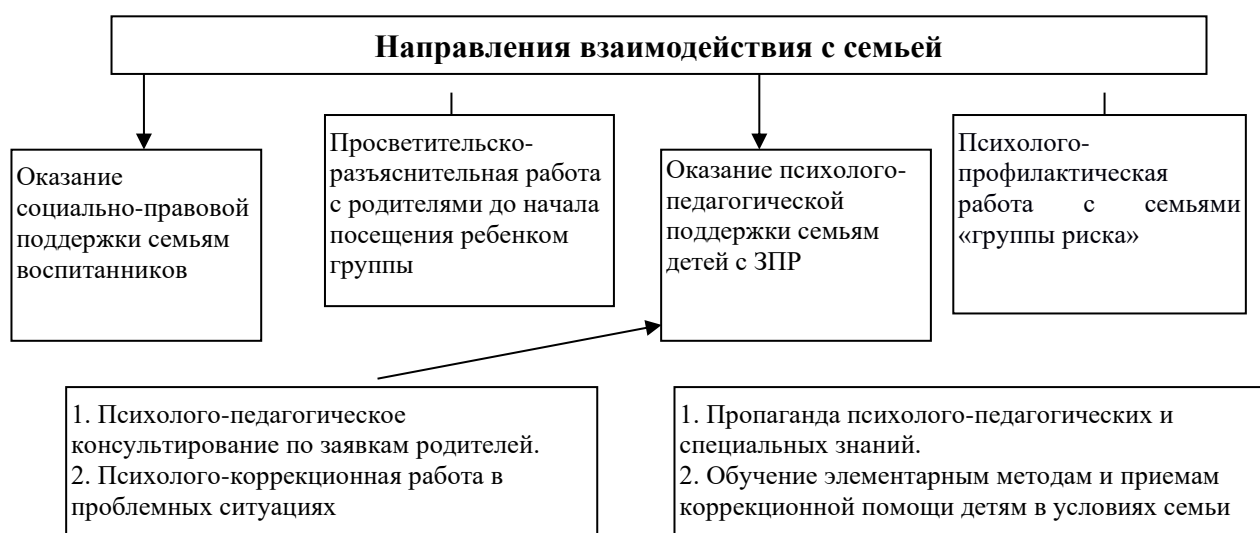 Направления взаимодействия с семьей
Оказание
социально-правовой
поддержки семьям
воспитанников
Просветительско-
разъяснительная работа
с родителями до начала
посещения ребенком
группы
Оказание психолого-
педагогической
поддержки семьям
детей с ЗПР
Психолого-
профилактическая
работа с семьями
«группы риска»
1. Психолого-педагогическое
консультирование по заявкам родителей.
2. Психолого-коррекционная работа в
проблемных ситуациях
1. Пропаганда психолого-педагогических и
специальных знаний.
2. Обучение элементарным методам и приемам
коррекционной помощи детям в условиях семьи